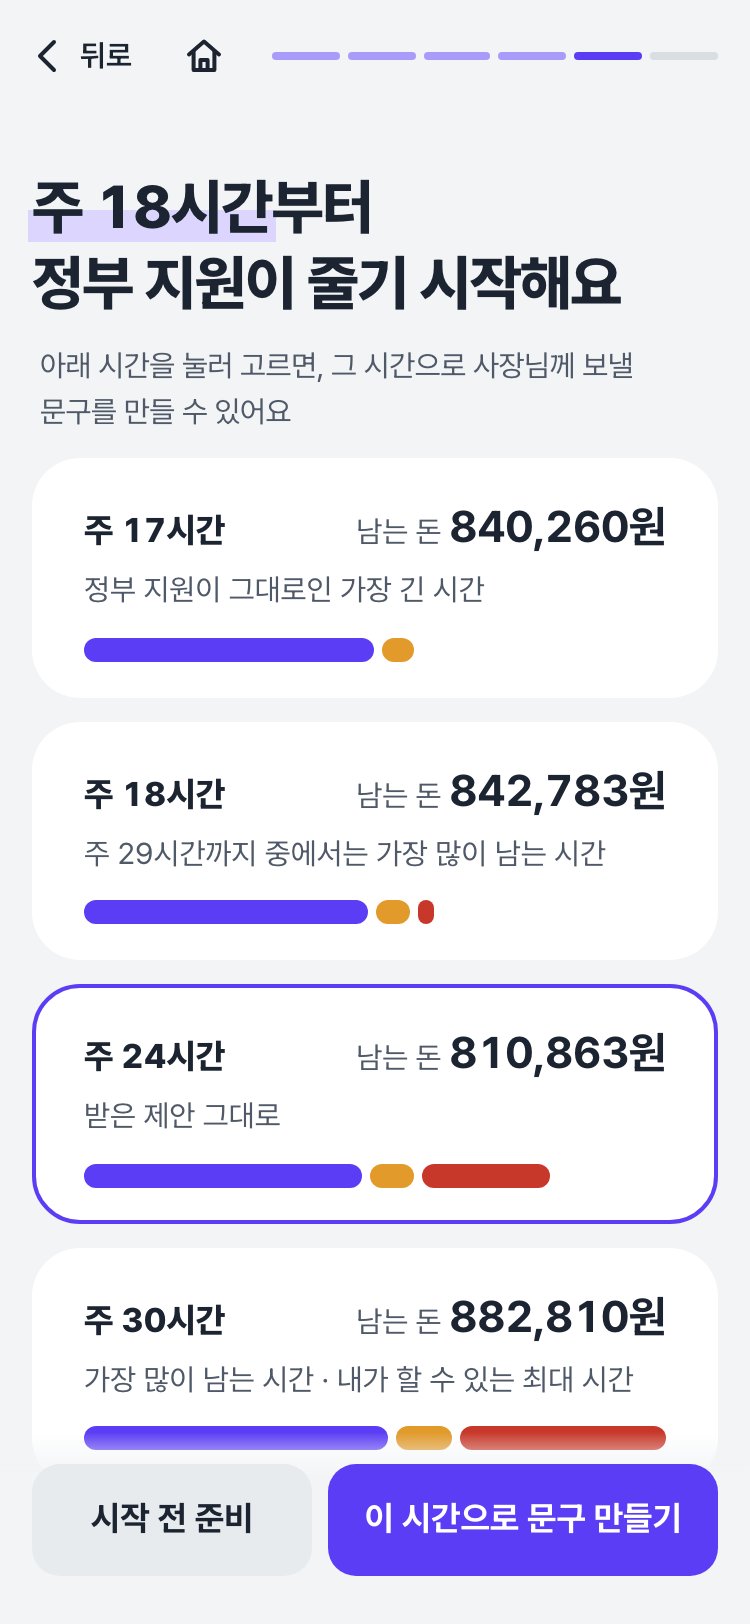 뒤로
주 18시간부터
정부 지원이 줄기 시작해요
아래 시간을 눌러 고르면, 그 시간으로 사장님께 보낼
문구를 만들 수 있어요
주 17시간 남는 돈 840,260원
정부 지원이 그대로인 가장 긴 시간
주 18시간 남는 돈 842,783원
주 29시간까지 중에서는 가장 많이 남는 시간
주 24시간 남는 돈 810,863원
받은 제안 그대로
주 30시간 남는 돈 882,810원
가장 많이 남는 시간 · 내가 할 수 있는 최대 시간
시작 전 준비 이 시간으로 문구 만들기